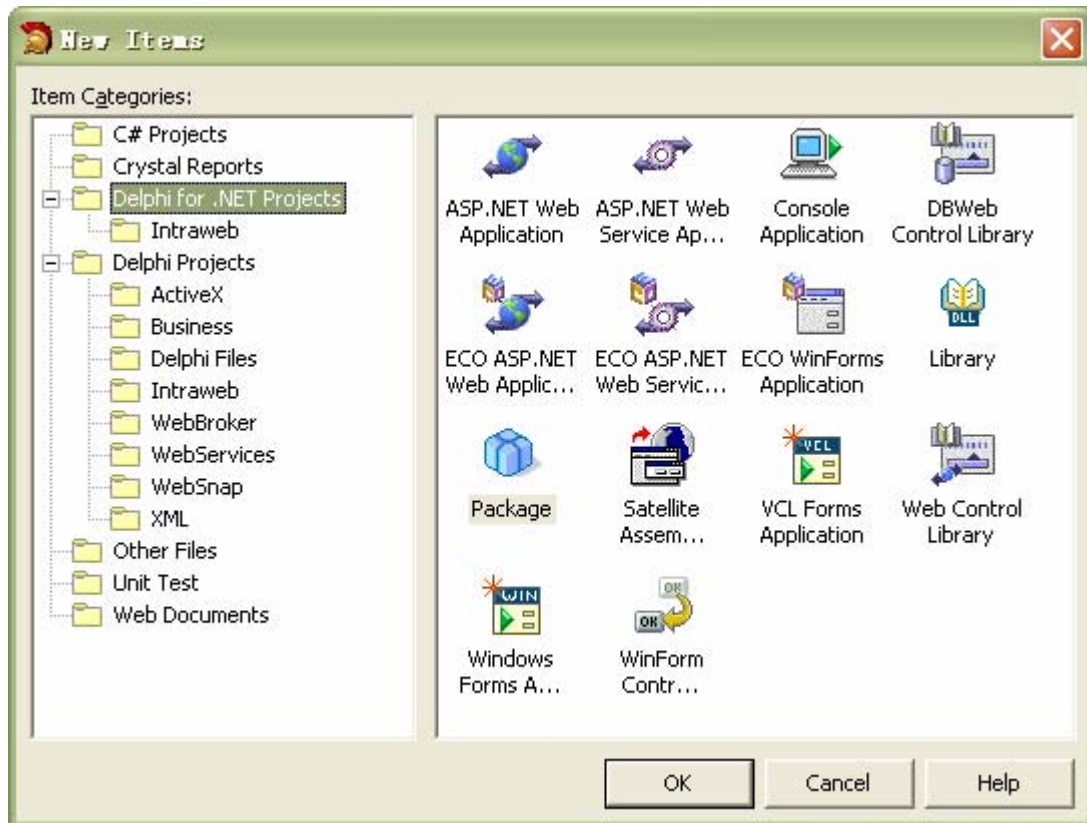 New Items
Item Categories:
C# Projects
Crystal Reports
Delphi for .NET Projects
Intraweb
Delphi Projects
ActiveX
Business
Delphi Files
Intraweb
WebBroker
WebServices
WebSnap
XML
Other Files
Unit Test
Web Documents
ASP.NET Web Application
ASP.NET Web Service Ap...
Console Application
DBWeb Control Library
ECO ASP.NET Web Applic...
ECO ASP.NET Web Servic...
ECO WinForms Application
DLL
Library
Package
Satellite Assem...
VCL
VCL Forms Application
Web Control Library
WIN
Windows Forms A...
OK
OK
WinForm Contr...
OK
Cancel
Help